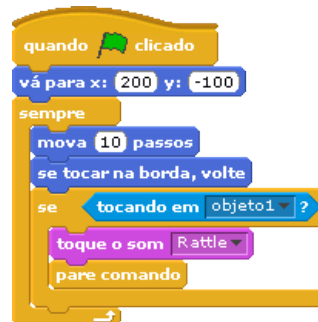 quando clicado
vá para x: 200 y: -100
sempre
mova 10 passos
se tocar na borda, volte
se tocando em objeto1 ?
toque o som Rattle
pare comando